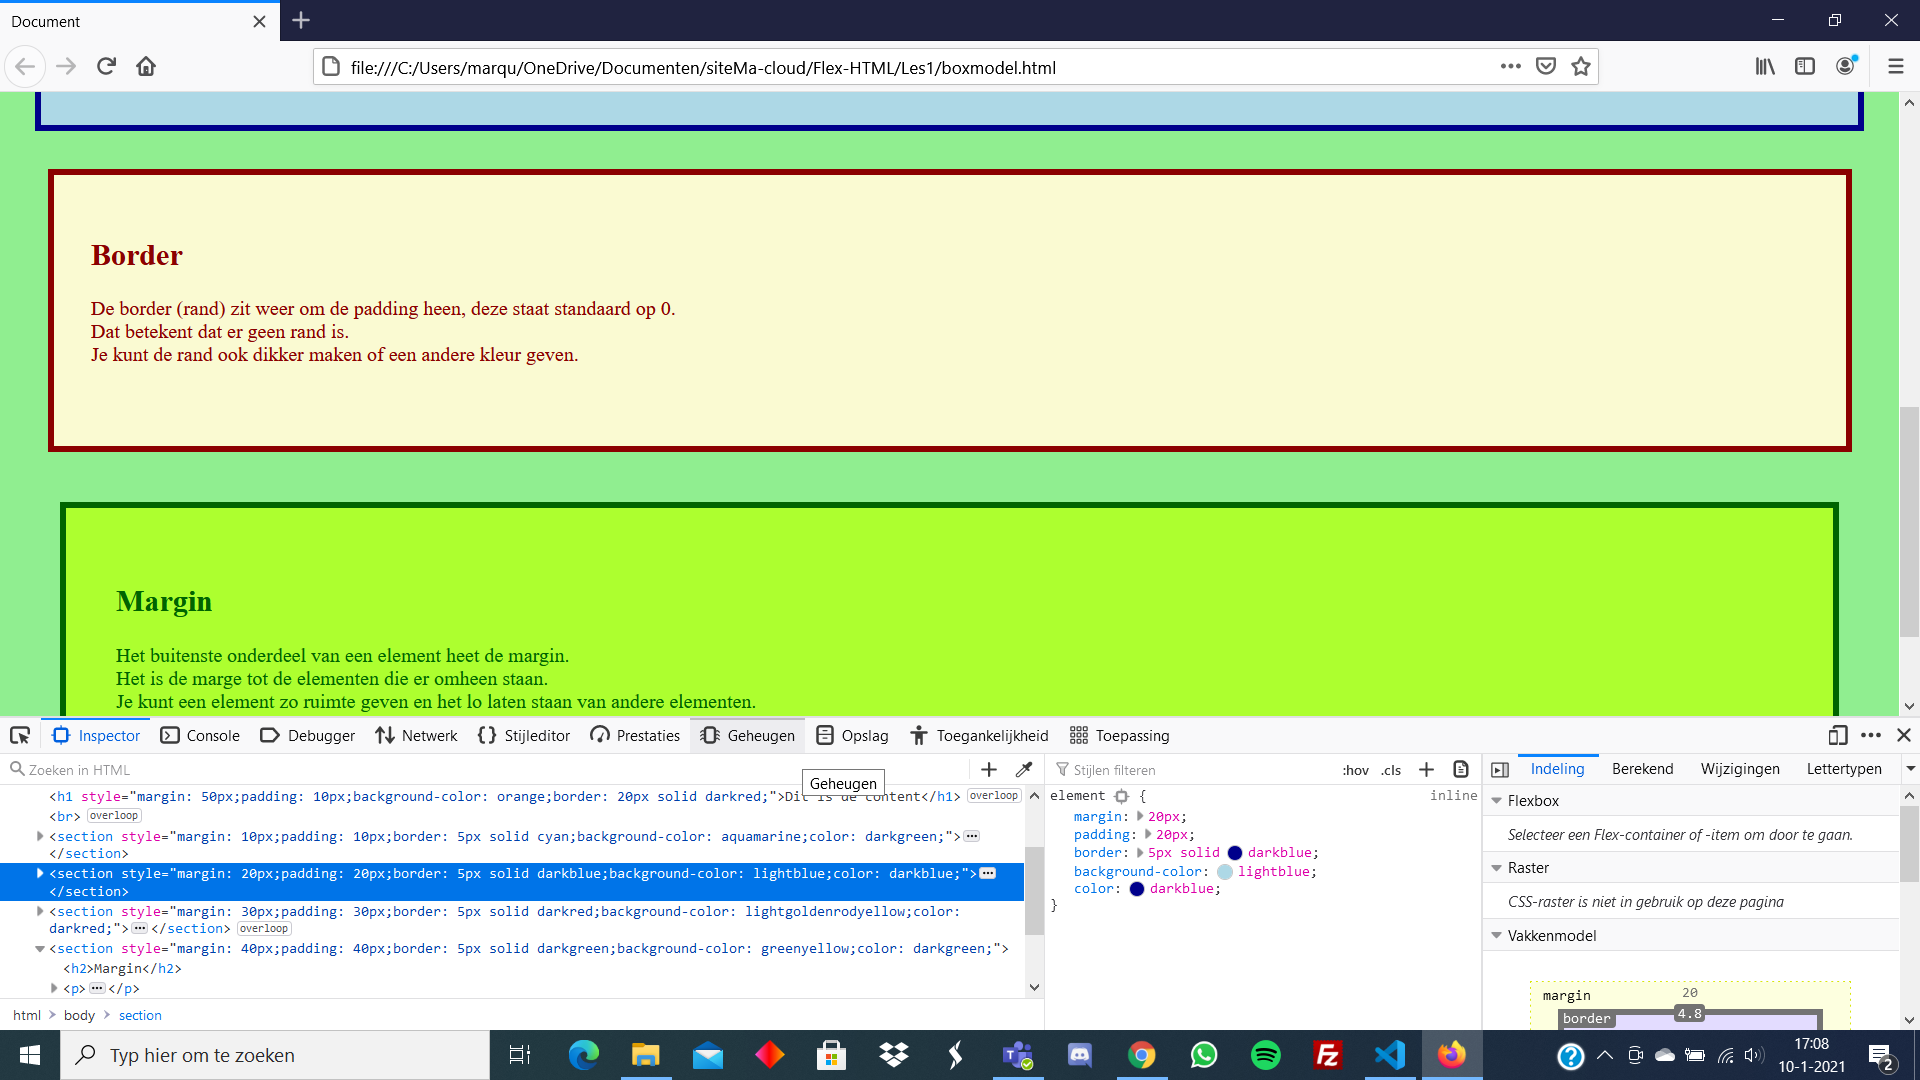 Document
file:///C:/Users/marqu/OneDrive/Documenten/siteMa-cloud/Flex-HTML/Les1/boxmodel.html
Border
De border (rand) zit weer om de padding heen, deze staat standaard op 0.
Dat betekent dat er geen rand is.
Je kunt de rand ook dikker maken of een andere kleur geven.
Margin
Het buitenste onderdeel van een element heet de margin.
Het is de marge tot de elementen die er omheen staan.
Je kunt een element zo ruimte geven en het lo laten staan van andere elementen.
Inspector Console Debugger Netwerk Stijleditor Prestaties Geheugen Opslag Toegankelijkheid Toepassing
Zoeken in HTML
Geheugen
<h1 style="margin: 50px;padding: 10px;background-color: orange;border: 20px solid darkred;">Dit is de content</h1> overloop
<br> overloop
<section style="margin: 10px;padding: 10px;border: 5px solid cyan;background-color: aquamarine;color: darkgreen;">
</section>
<section style="margin: 20px;padding: 20px;border: 5px solid darkblue;background-color: lightblue;color: darkblue;">
</section>
<section style="margin: 30px;padding: 30px;border: 5px solid darkred;background-color: lightgoldenrodyellow;color:
darkred;"></section> overloop
<section style="margin: 40px;padding: 40px;border: 5px solid darkgreen;background-color: greenyellow;color: darkgreen;">
<h2>Margin</h2>
<p></p>
html body section
Stijlen filteren :hov .cls
element { inline
margin: 20px;
padding: 20px;
border: 5px solid darkblue;
background-color: lightblue;
color: darkblue;
}
Indeling Berekend Wijzigingen Lettertypen
Flexbox
Selecteer een Flex-container of -item om door te gaan.
Raster
CSS-raster is niet in gebruik op deze pagina
Vakkenmodel
margin 20
border 4.8
Typ hier om te zoeken
17:08
10-1-2021
2